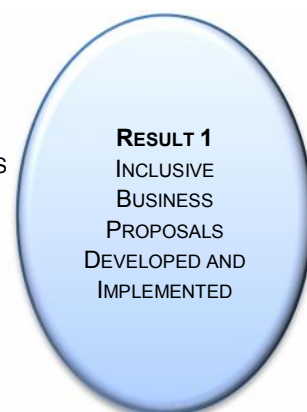 RESULT 1
INCLUSIVE
BUSINESS
PROPOSALS
DEVELOPED AND
IMPLEMENTED
S